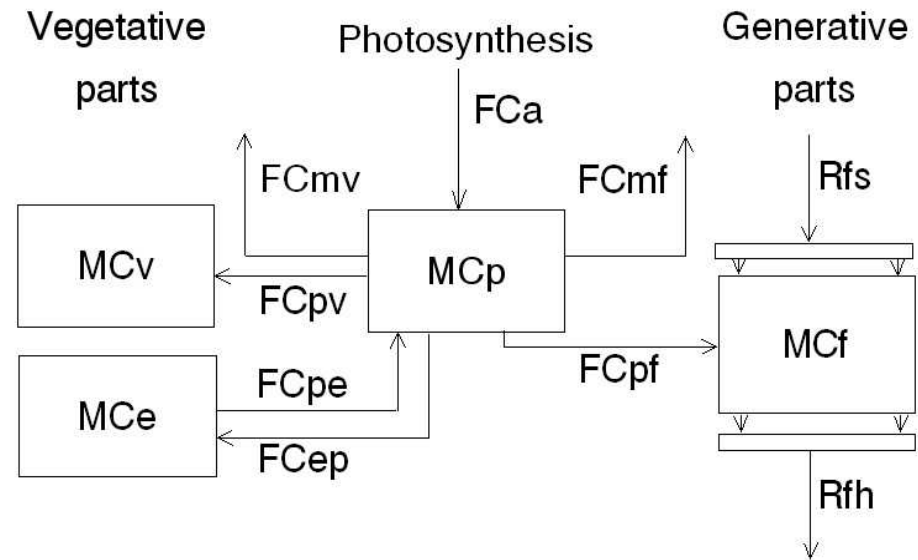 Vegetative
parts
Photosynthesis
Generative
parts
FCa
FCmv
FCmf
Rfs
MCv
MCp
FCpv
MCf
FCpf
FCpe
MCe
FCep
Rfh